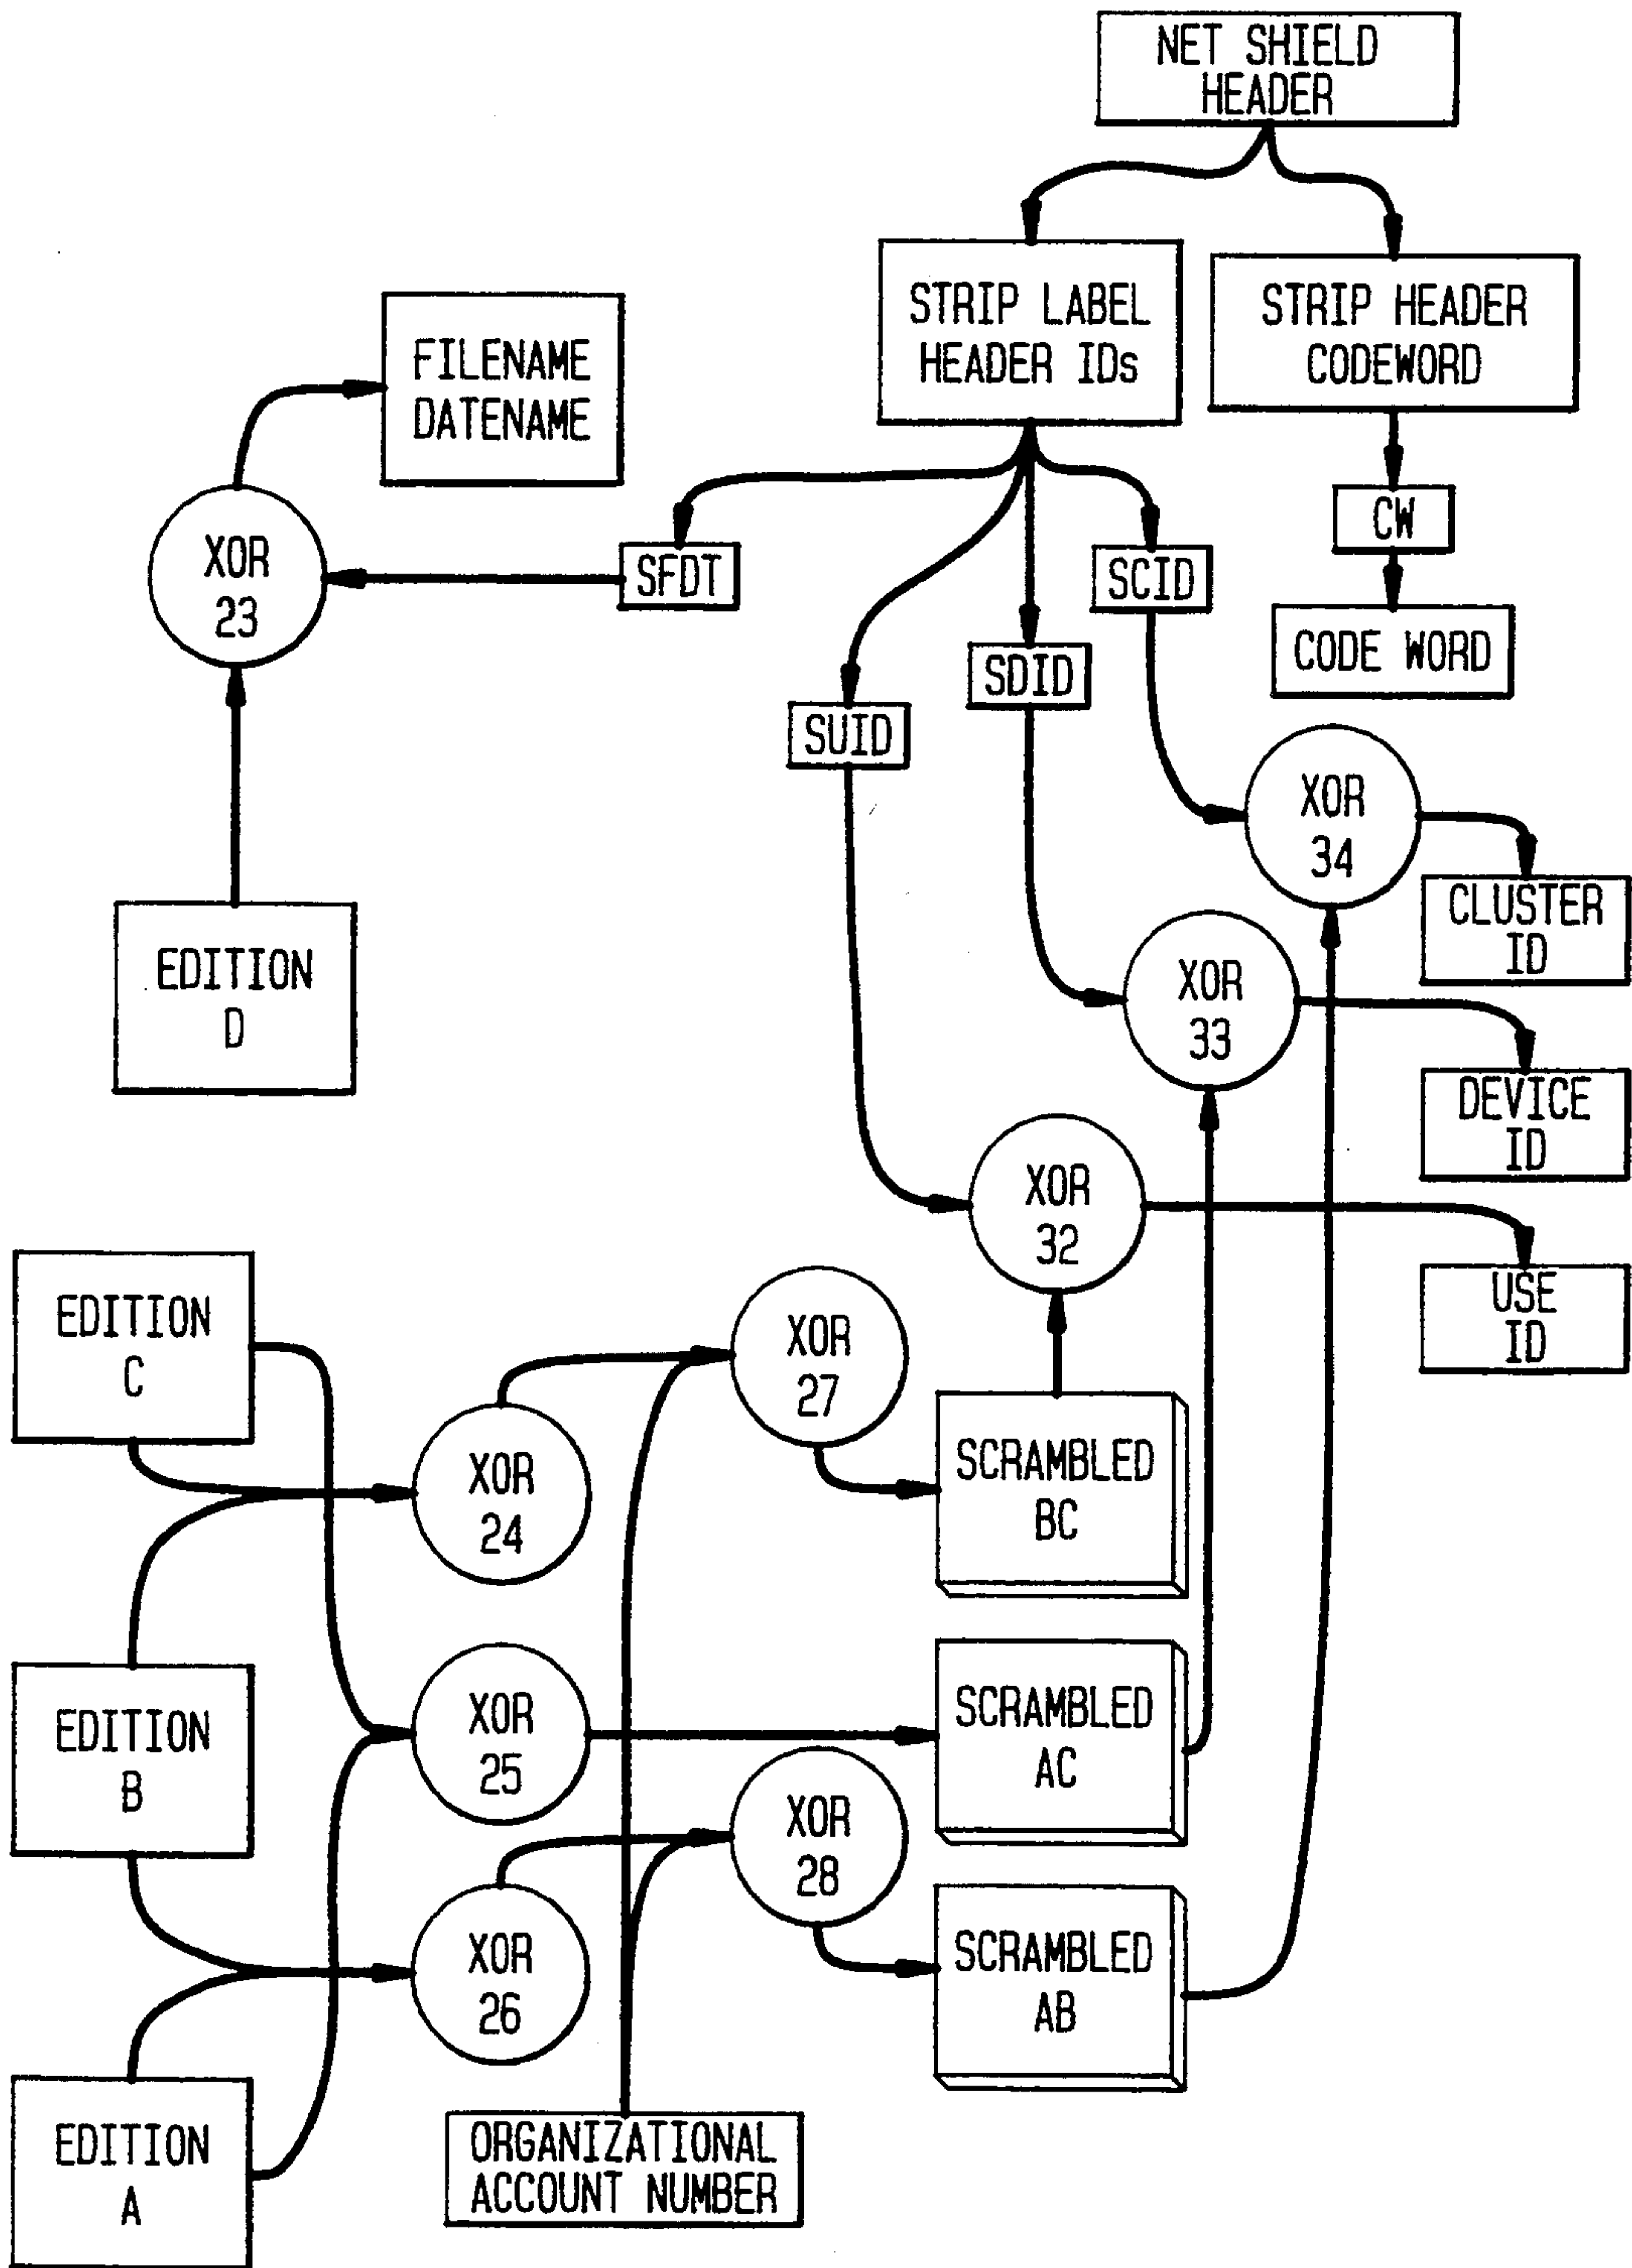 NET SHIELD
HEADER
STRIP LABEL
HEADER IDs
STRIP HEADER
CODEWORD
FILENAME
DATENAME
XOR
23
SFDT
SCID
CW
CODE WORD
SDID
SUID
XOR
34
CLUSTER
ID
EDITION
D
XOR
33
DEVICE
ID
XOR
32
USE
ID
EDITION
C
XOR
27
XOR
24
SCRAMBLED
BC
EDITION
B
XOR
25
SCRAMBLED
AC
XOR
28
XOR
26
SCRAMBLED
AB
EDITION
A
ORGANIZATIONAL
ACCOUNT NUMBER